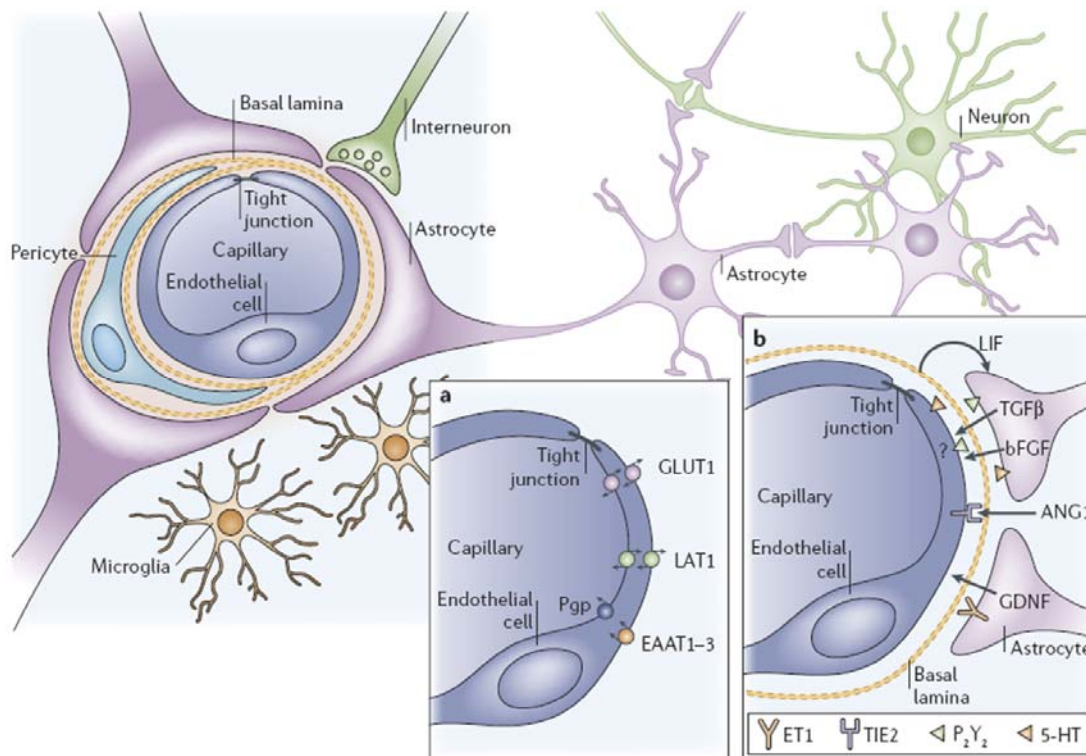 Basal lamina
Interneuron
Tight
junction
Capillary
Endothelial
cell
Pericyte
Astrocyte
Neuron
Astrocyte
Microglia
a
Tight
junction
GLUT1
Capillary
LAT1
Endothelial
cell
Pgp
EAAT1–3
b
LIF
Tight
junction
TGFβ
?
bFGF
Capillary
ANG1
Endothelial
cell
GDNF
Astrocyte
Basal
lamina
ET1 TIE2 P₂Y₂ 5-HT